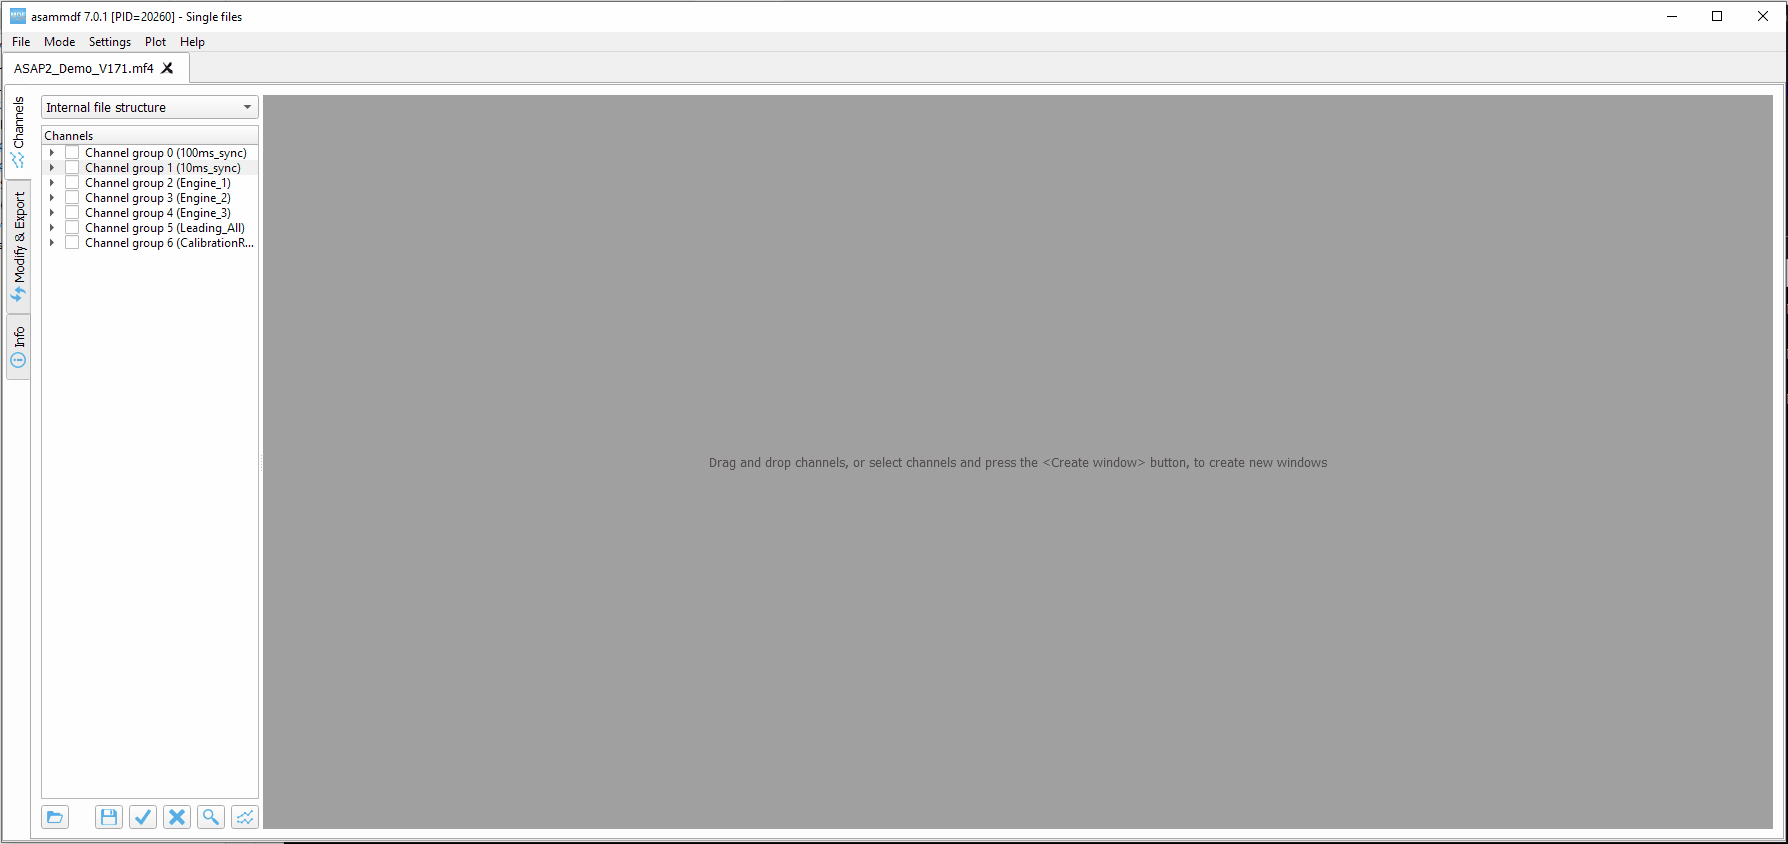 asammdf 7.0.1 [PID=20260] - Single files
File Mode Settings Plot Help
ASAP2_Demo_V171.mf4
Channels
Modify & Export
Info
Internal file structure
Channels
Channel group 0 (100ms_sync)
Channel group 1 (10ms_sync)
Channel group 2 (Engine_1)
Channel group 3 (Engine_2)
Channel group 4 (Engine_3)
Channel group 5 (Leading_All)
Channel group 6 (CalibrationR...
Drag and drop channels, or select channels and press the <Create window> button, to create new windows